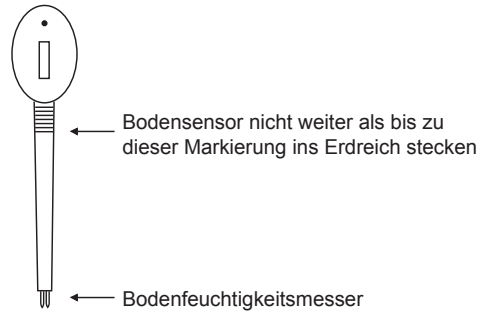 Bodensensor nicht weiter als bis zu
dieser Markierung ins Erdreich stecken
Bodenfeuchtigkeitsmesser